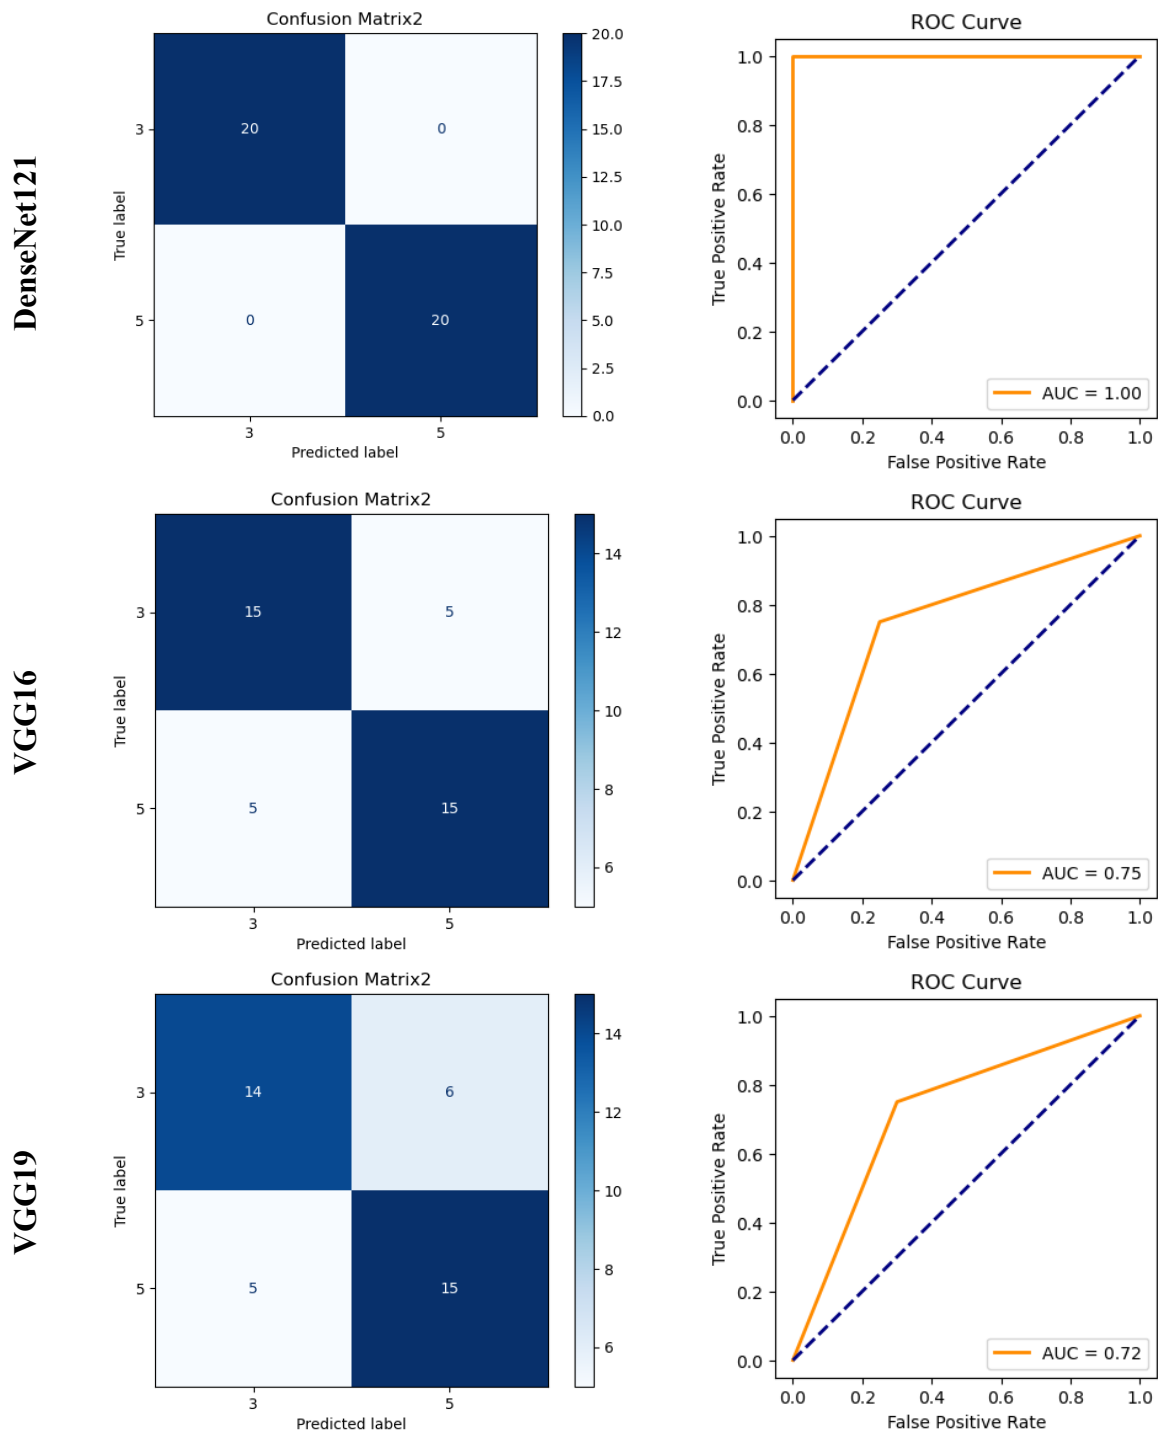 DenseNet121
Confusion Matrix2
True label
3
5
20
0
0
20
3
5
Predicted label
20.0
17.5
15.0
12.5
10.0
7.5
5.0
2.5
0.0
ROC Curve
True Positive Rate
1.0
0.8
0.6
0.4
0.2
0.0
AUC = 1.00
0.0 0.2 0.4 0.6 0.8 1.0
False Positive Rate
VGG16
Confusion Matrix2
True label
3
5
15
5
5
15
3
5
Predicted label
14
12
10
8
6
ROC Curve
True Positive Rate
1.0
0.8
0.6
0.4
0.2
0.0
AUC = 0.75
0.0 0.2 0.4 0.6 0.8 1.0
False Positive Rate
VGG19
Confusion Matrix2
True label
3
5
14
6
5
15
3
5
Predicted label
14
12
10
8
6
ROC Curve
True Positive Rate
1.0
0.8
0.6
0.4
0.2
0.0
AUC = 0.72
0.0 0.2 0.4 0.6 0.8 1.0
False Positive Rate